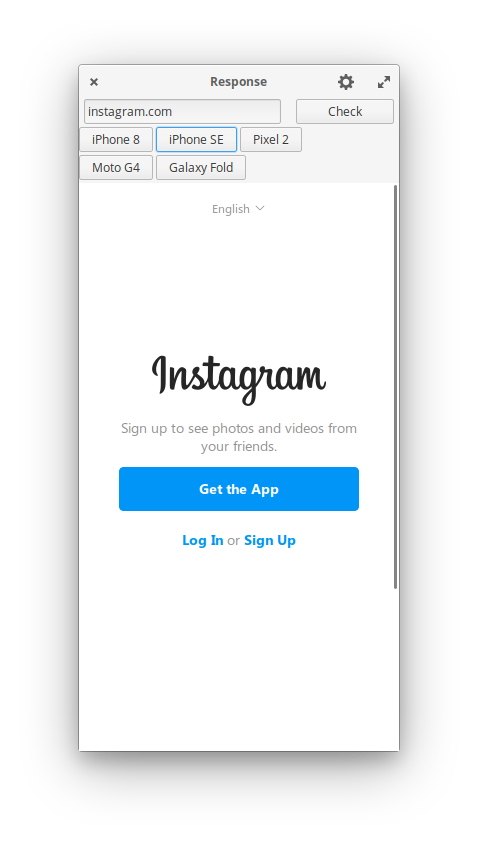 Response
instagram.com Check
iPhone 8 iPhone SE Pixel 2
Moto G4 Galaxy Fold
English
Instagram
Sign up to see photos and videos from
your friends.
Get the App
Log In or Sign Up